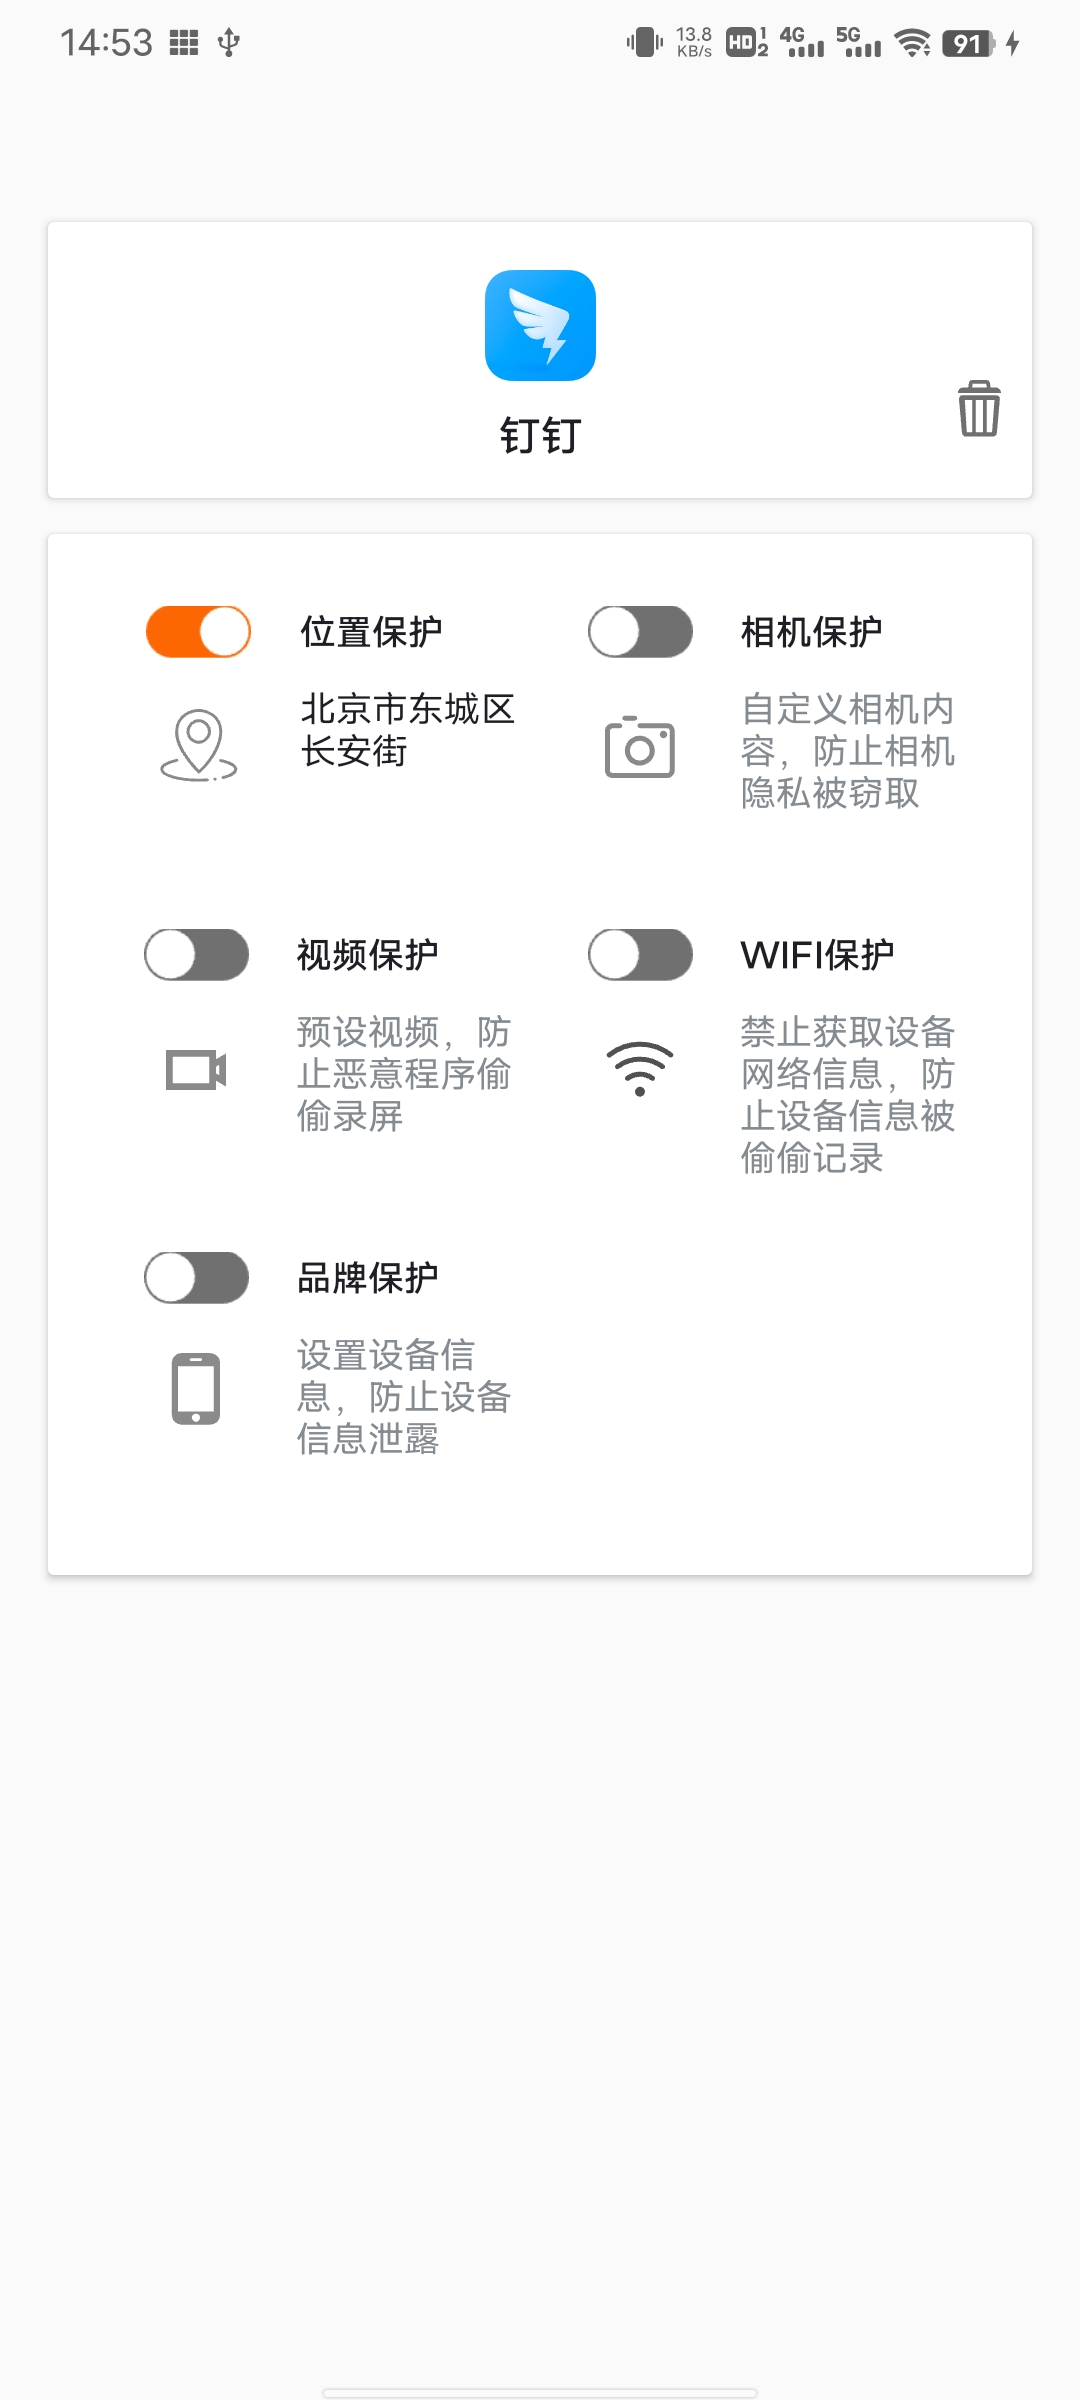 14:53
13.8
KB/s
HD 1
2
4G
5G
91
钉钉
位置保护
北京市东城区
长安街
相机保护
自定义相机内
容，防止相机
隐私被窃取
视频保护
预设视频，防
止恶意程序偷
偷录屏
WIFI保护
禁止获取设备
网络信息，防
止设备信息被
偷偷记录
品牌保护
设置设备信
息，防止设备
信息泄露